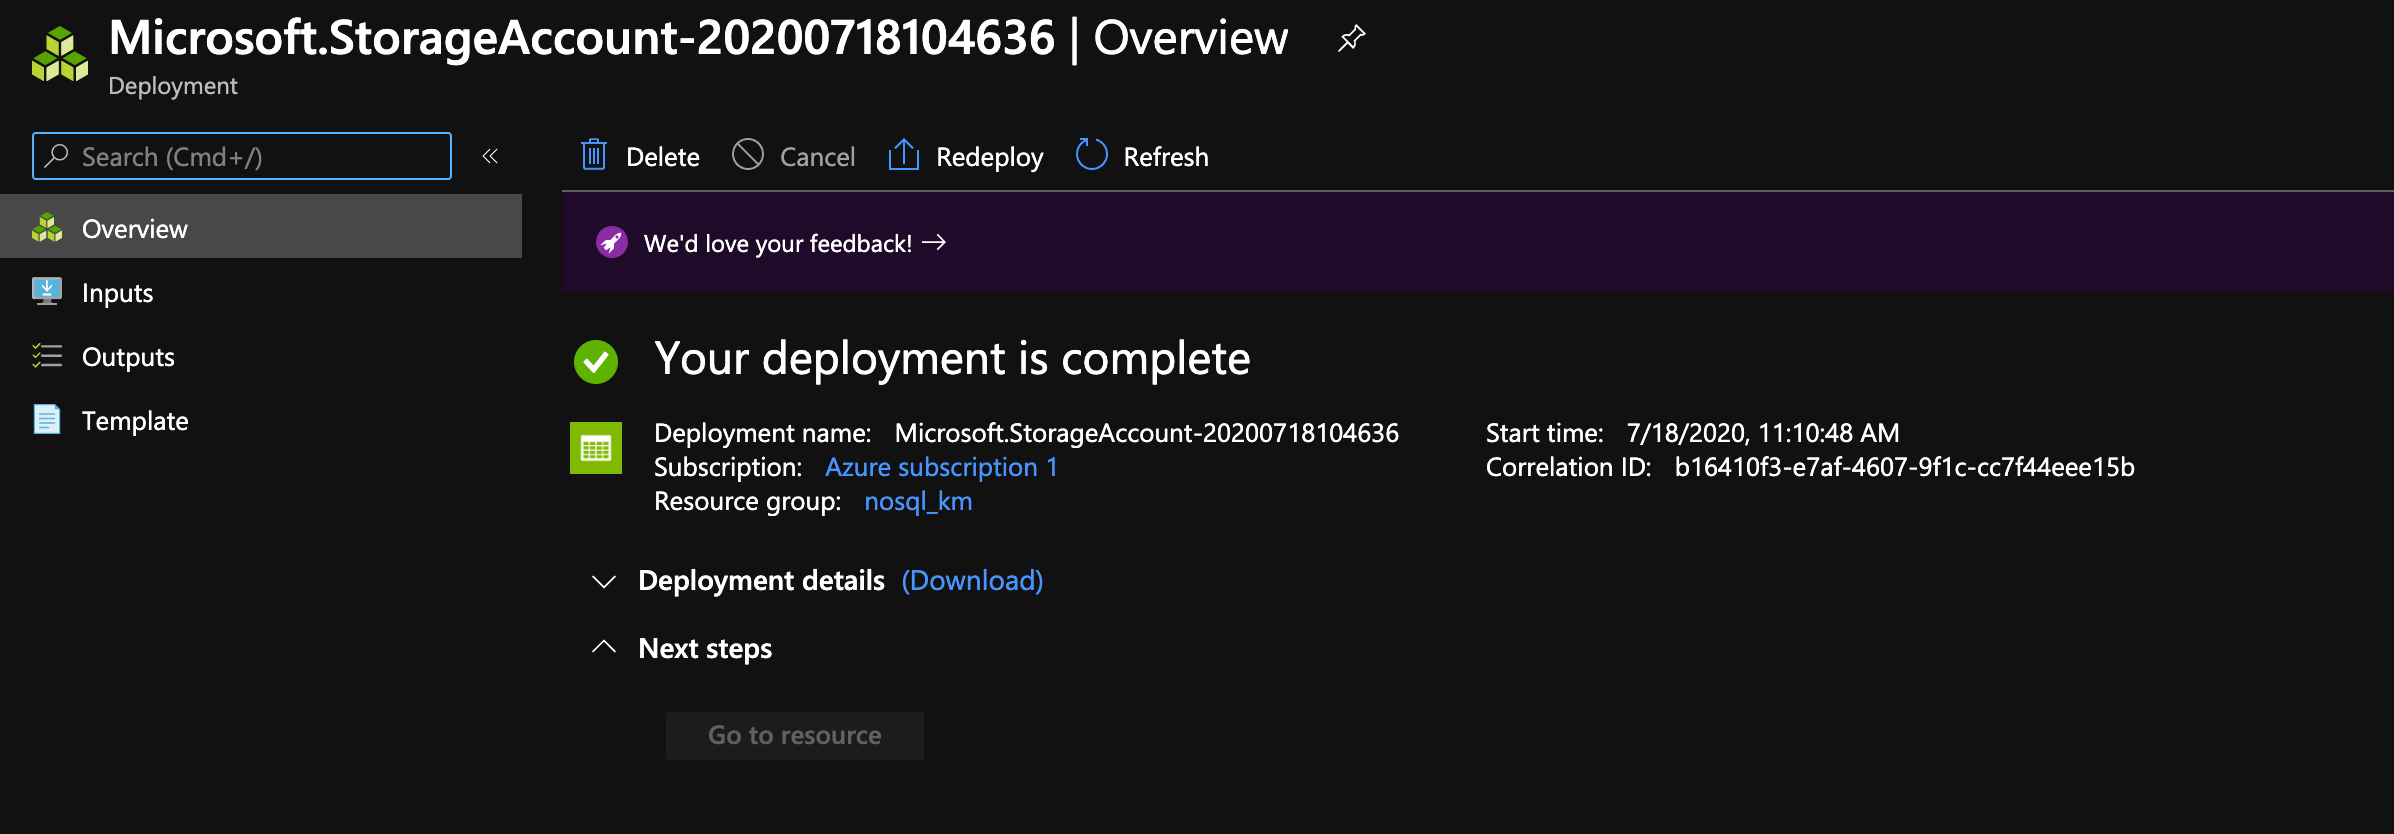 Microsoft.StorageAccount-20200718104636 | Overview
Deployment
Search (Cmd+/)
«
Delete
Cancel
Redeploy
Refresh
Overview
Inputs
Outputs
Template
We'd love your feedback! →
Your deployment is complete
Deployment name: Microsoft.StorageAccount-20200718104636
Subscription: Azure subscription 1
Resource group: nosql_km
Start time: 7/18/2020, 11:10:48 AM
Correlation ID: b16410f3-e7af-4607-9f1c-cc7f44eee15b
Deployment details (Download)
Next steps
Go to resource